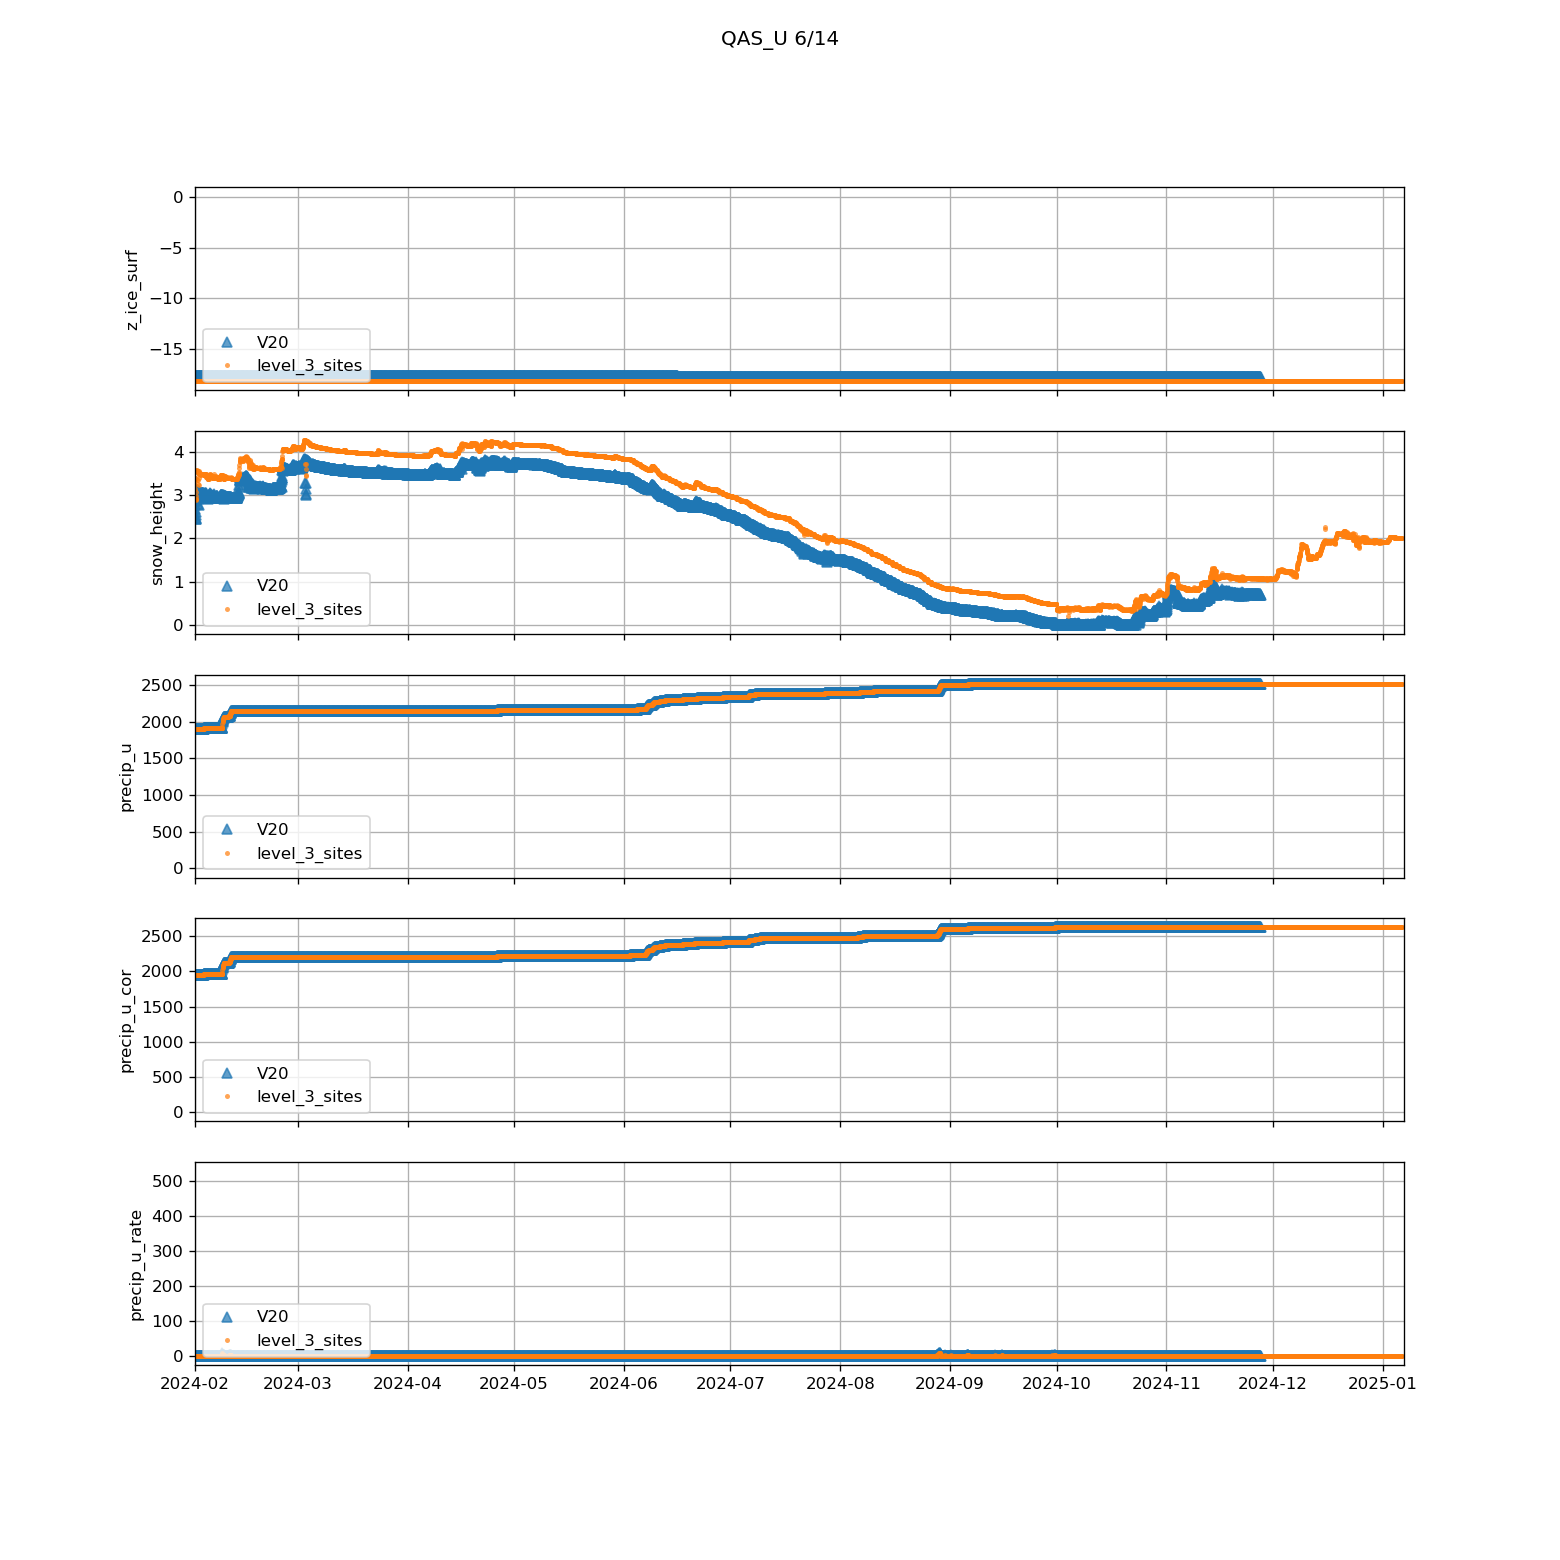 QAS_U 6/14
0
−5
−10
−15
z_ice_surf
V20
level_3_sites
4
3
2
1
0
snow_height
V20
level_3_sites
2500
2000
1500
1000
500
0
precip_u
V20
level_3_sites
2500
2000
1500
1000
500
0
precip_u_cor
V20
level_3_sites
500
400
300
200
100
0
precip_u_rate
V20
level_3_sites
2024-02 2024-03 2024-04 2024-05 2024-06 2024-07 2024-08 2024-09 2024-10 2024-11 2024-12 2025-01